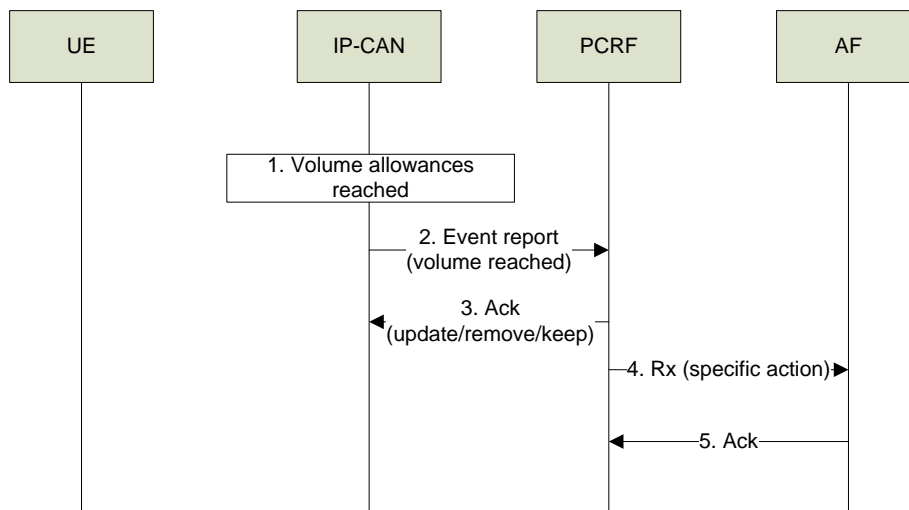 UE
IP-CAN
PCRF
AF
1. Volume allowances
reached
2. Event report
(volume reached)
3. Ack
(update/remove/keep)
4. Rx (specific action)
5. Ack